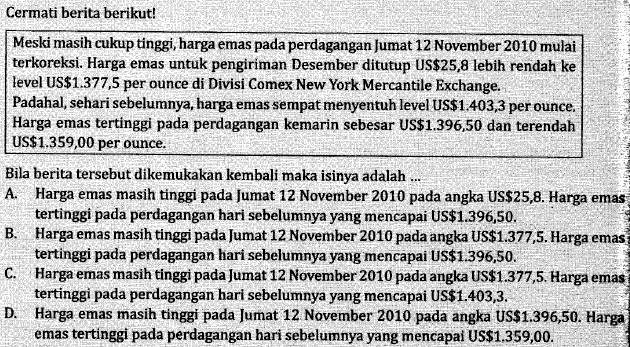 Cermati berita berikut!
Meski masih cukup tinggi, harga emas pada perdagangan Jumat 12 November 2010 mulai
terkoreksi. Harga emas untuk pengiriman Desember ditutup US$25,8 lebih rendah ke
level US$1.377,5 per ounce di Divisi Comex New York Mercantile Exchange.
Padahal, sehari sebelumnya, harga emas sempat menyentuh level US$1.403,3 per ounce.
Harga emas tertinggi pada perdagangan kemarin sebesar US$1.396,50 dan terendah
US$1.359,00 per ounce.
Bila berita tersebut dikemukakan kembali maka isinya adalah ...
A. Harga emas masih tinggi pada Jumat 12 November 2010 pada angka US$25,8. Harga emas
tertinggi pada perdagangan hari sebelumnya yang mencapai US$1.396,50.
B. Harga emas masih tinggi pada Jumat 12 November 2010 pada angka US$1.377,5. Harga emas
tertinggi pada perdagangan hari sebelumnya yang mencapai US$1.396,50.
C. Harga emas masih tinggi pada Jumat 12 November 2010 pada angka US$1.377,5. Harga emas
tertinggi pada perdagangan hari sebelumnya yang mencapai US$1.403,3.
D. Harga emas masih tinggi pada Jumat 12 November 2010 pada angka US$1.396,50. Harga
emas tertinggi pada perdagangan hari sebelumnya yang mencapai US$1.359,00.